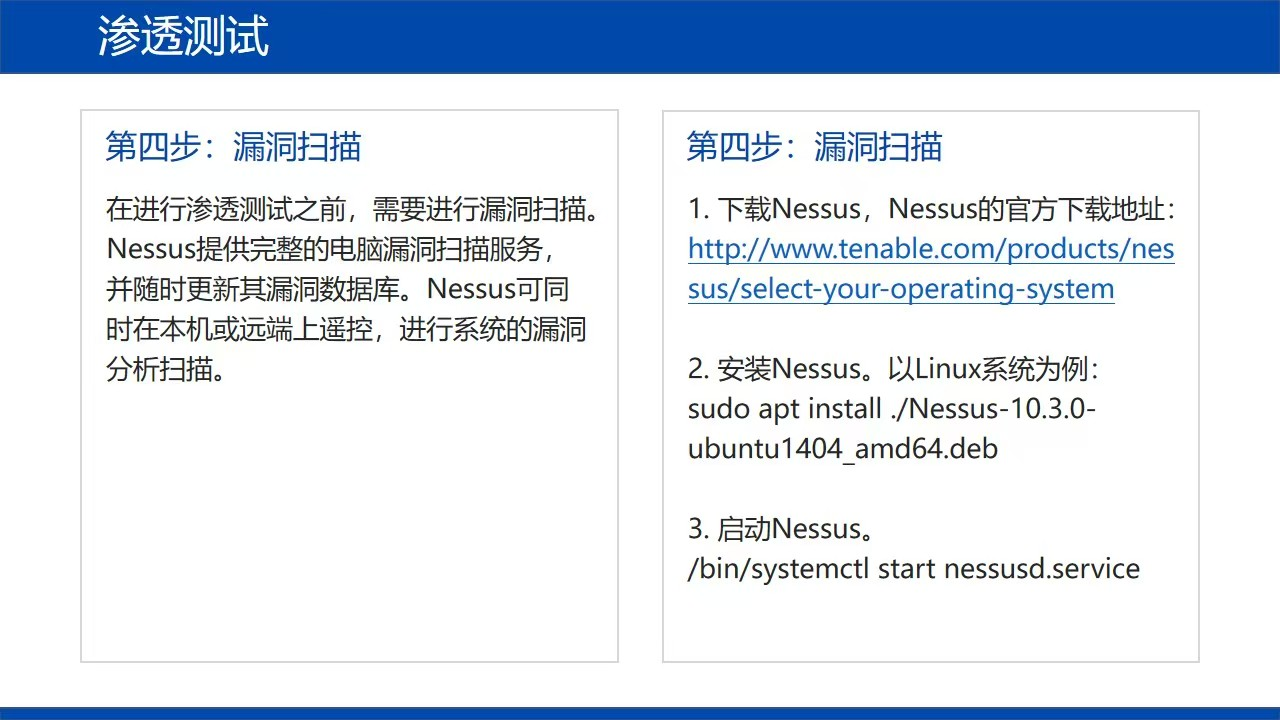 渗透测试
第四步：漏洞扫描
在进行渗透测试之前，需要进行漏洞扫描。
Nessus提供完整的电脑漏洞扫描服务，
并随时更新其漏洞数据库。Nessus可同
时在本机或远端上遥控，进行系统的漏洞
分析扫描。
第四步：漏洞扫描
1. 下载Nessus，Nessus的官方下载地址：
http://www.tenable.com/products/nes
sus/select-your-operating-system
2. 安装Nessus。以Linux系统为例：
sudo apt install ./Nessus-10.3.0-
ubuntu1404_amd64.deb
3. 启动Nessus。
/bin/systemctl start nessusd.service